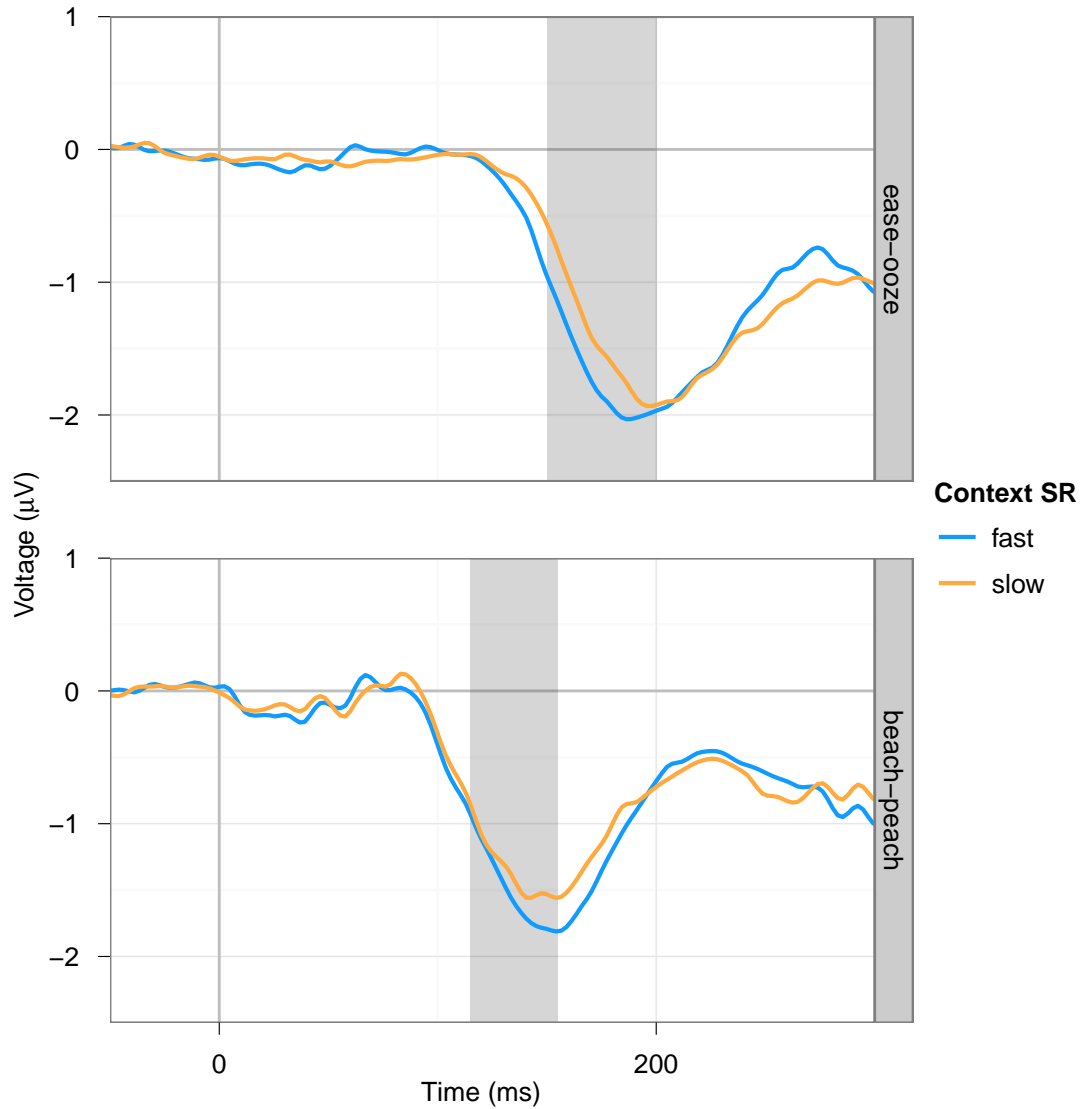 1
0
−1
−2
ease−ooze
Voltage (μV)
1
0
−1
−2
beach−peach
0
200
Time (ms)
Context SR
fast
slow